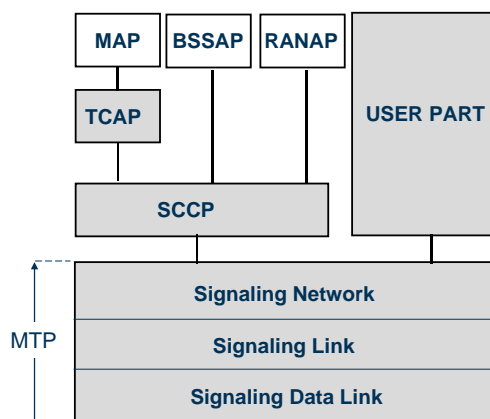 MAP
BSSAP
RANAP
TCAP
USER PART
SCCP
Signaling Network
MTP
Signaling Link
Signaling Data Link